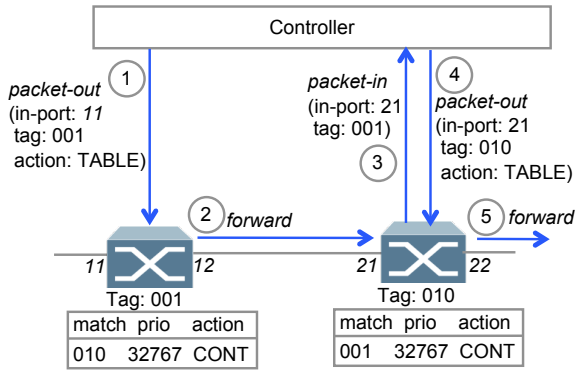 Controller
1
packet-out
(in-port: 11
tag: 001
action: TABLE)
packet-in
(in-port: 21
tag: 001)
3
4
packet-out
(in-port: 21
tag: 010
action: TABLE)
2 forward
5 forward
11 12
21 22
Tag: 001
match prio action
010 32767 CONT
Tag: 010
match prio action
001 32767 CONT